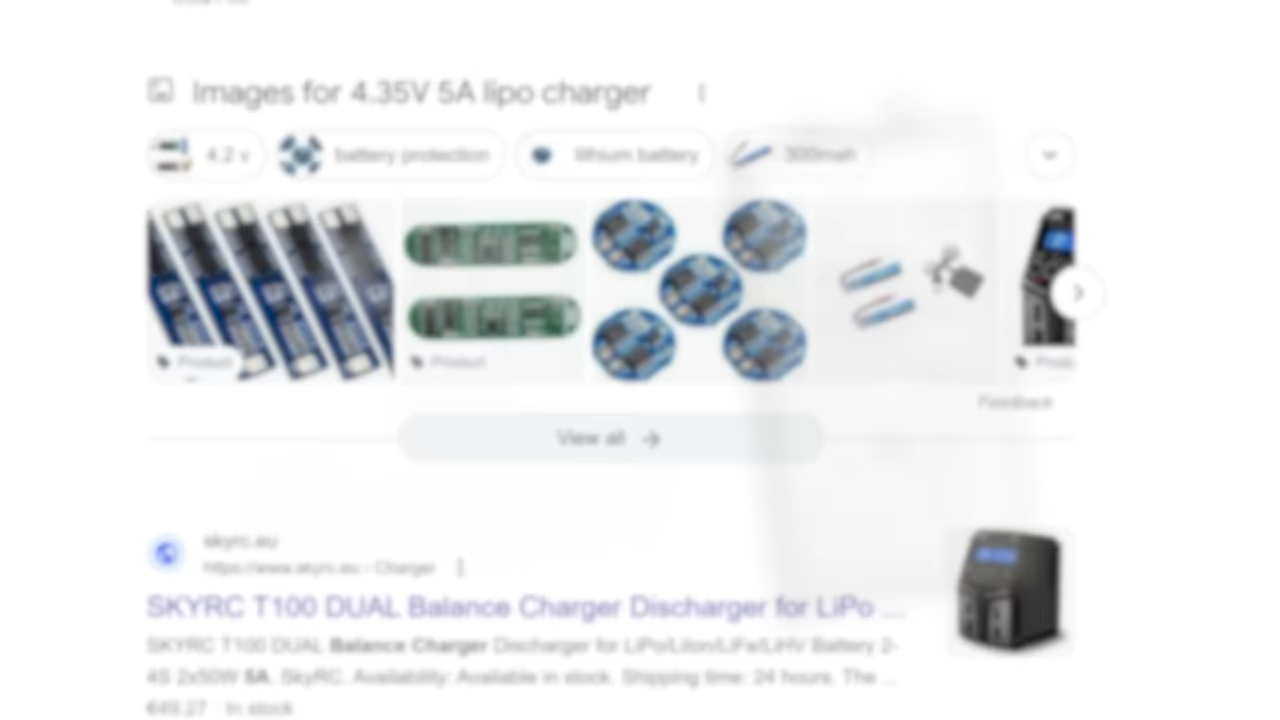 Images for 4.35V 5A lipo charger
4.2 v
battery protection
lithium battery
300mah
Product
Product
Feedback
View all
skyrc.eu
https://www.skyrc.eu › Charger
SKYRC T100 DUAL Balance Charger Discharger for LiPo ...
SKYRC T100 DUAL Balance Charger Discharger for LiPo/LiIon/LiFe/LiHV Battery 2-
4S 2x50W 5A. SkyRC. Availability: Available in stock. Shipping time: 24 hours. The ...
€49.27 · In stock